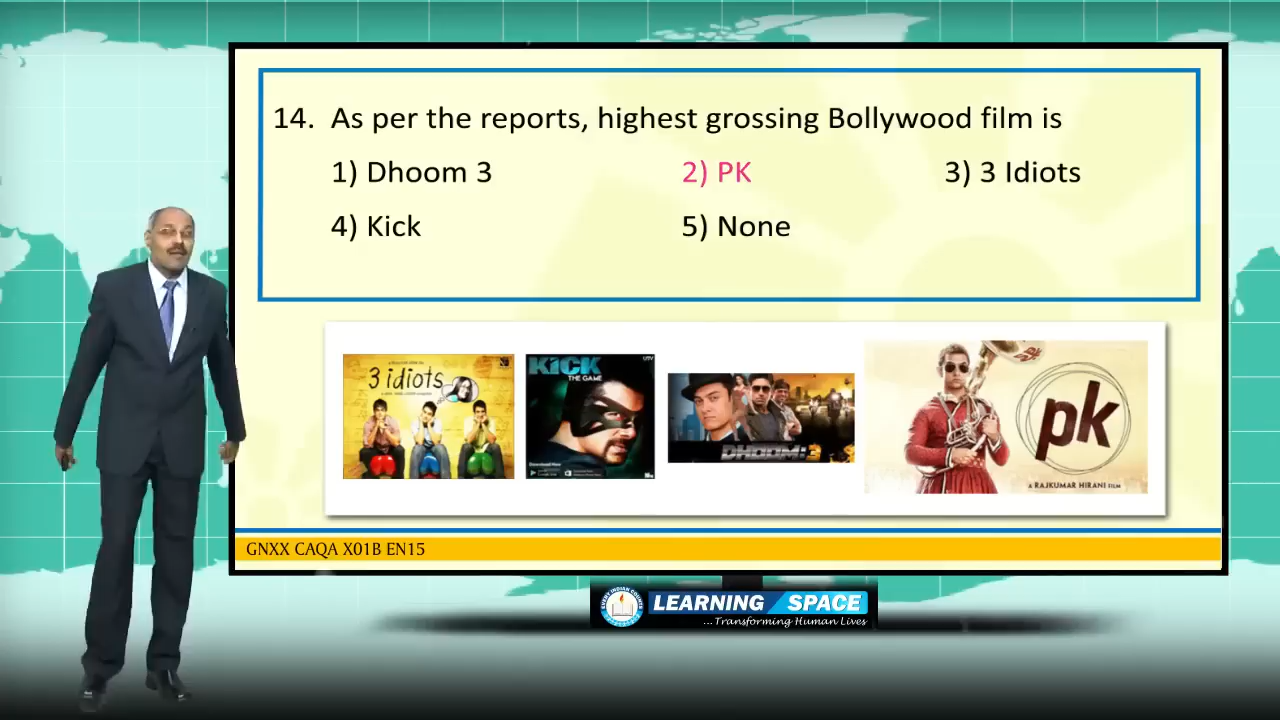 14. As per the reports, highest grossing Bollywood film is
1) Dhoom 3 2) PK 3) 3 Idiots
4) Kick 5) None
3 idiots
KICK
THE GAME
UTV
DHOOM:3
pk
A RAJKUMAR HIRANI FILM
GNXX CAQA X01B EN15
LEARNING SPACE
...Transforming Human Lives